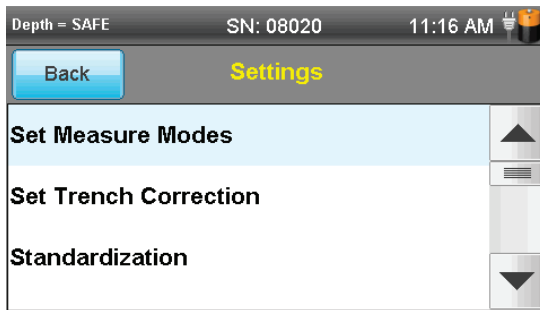 Depth = SAFE SN: 08020 11:16 AM
Back Settings
Set Measure Modes
Set Trench Correction
Standardization